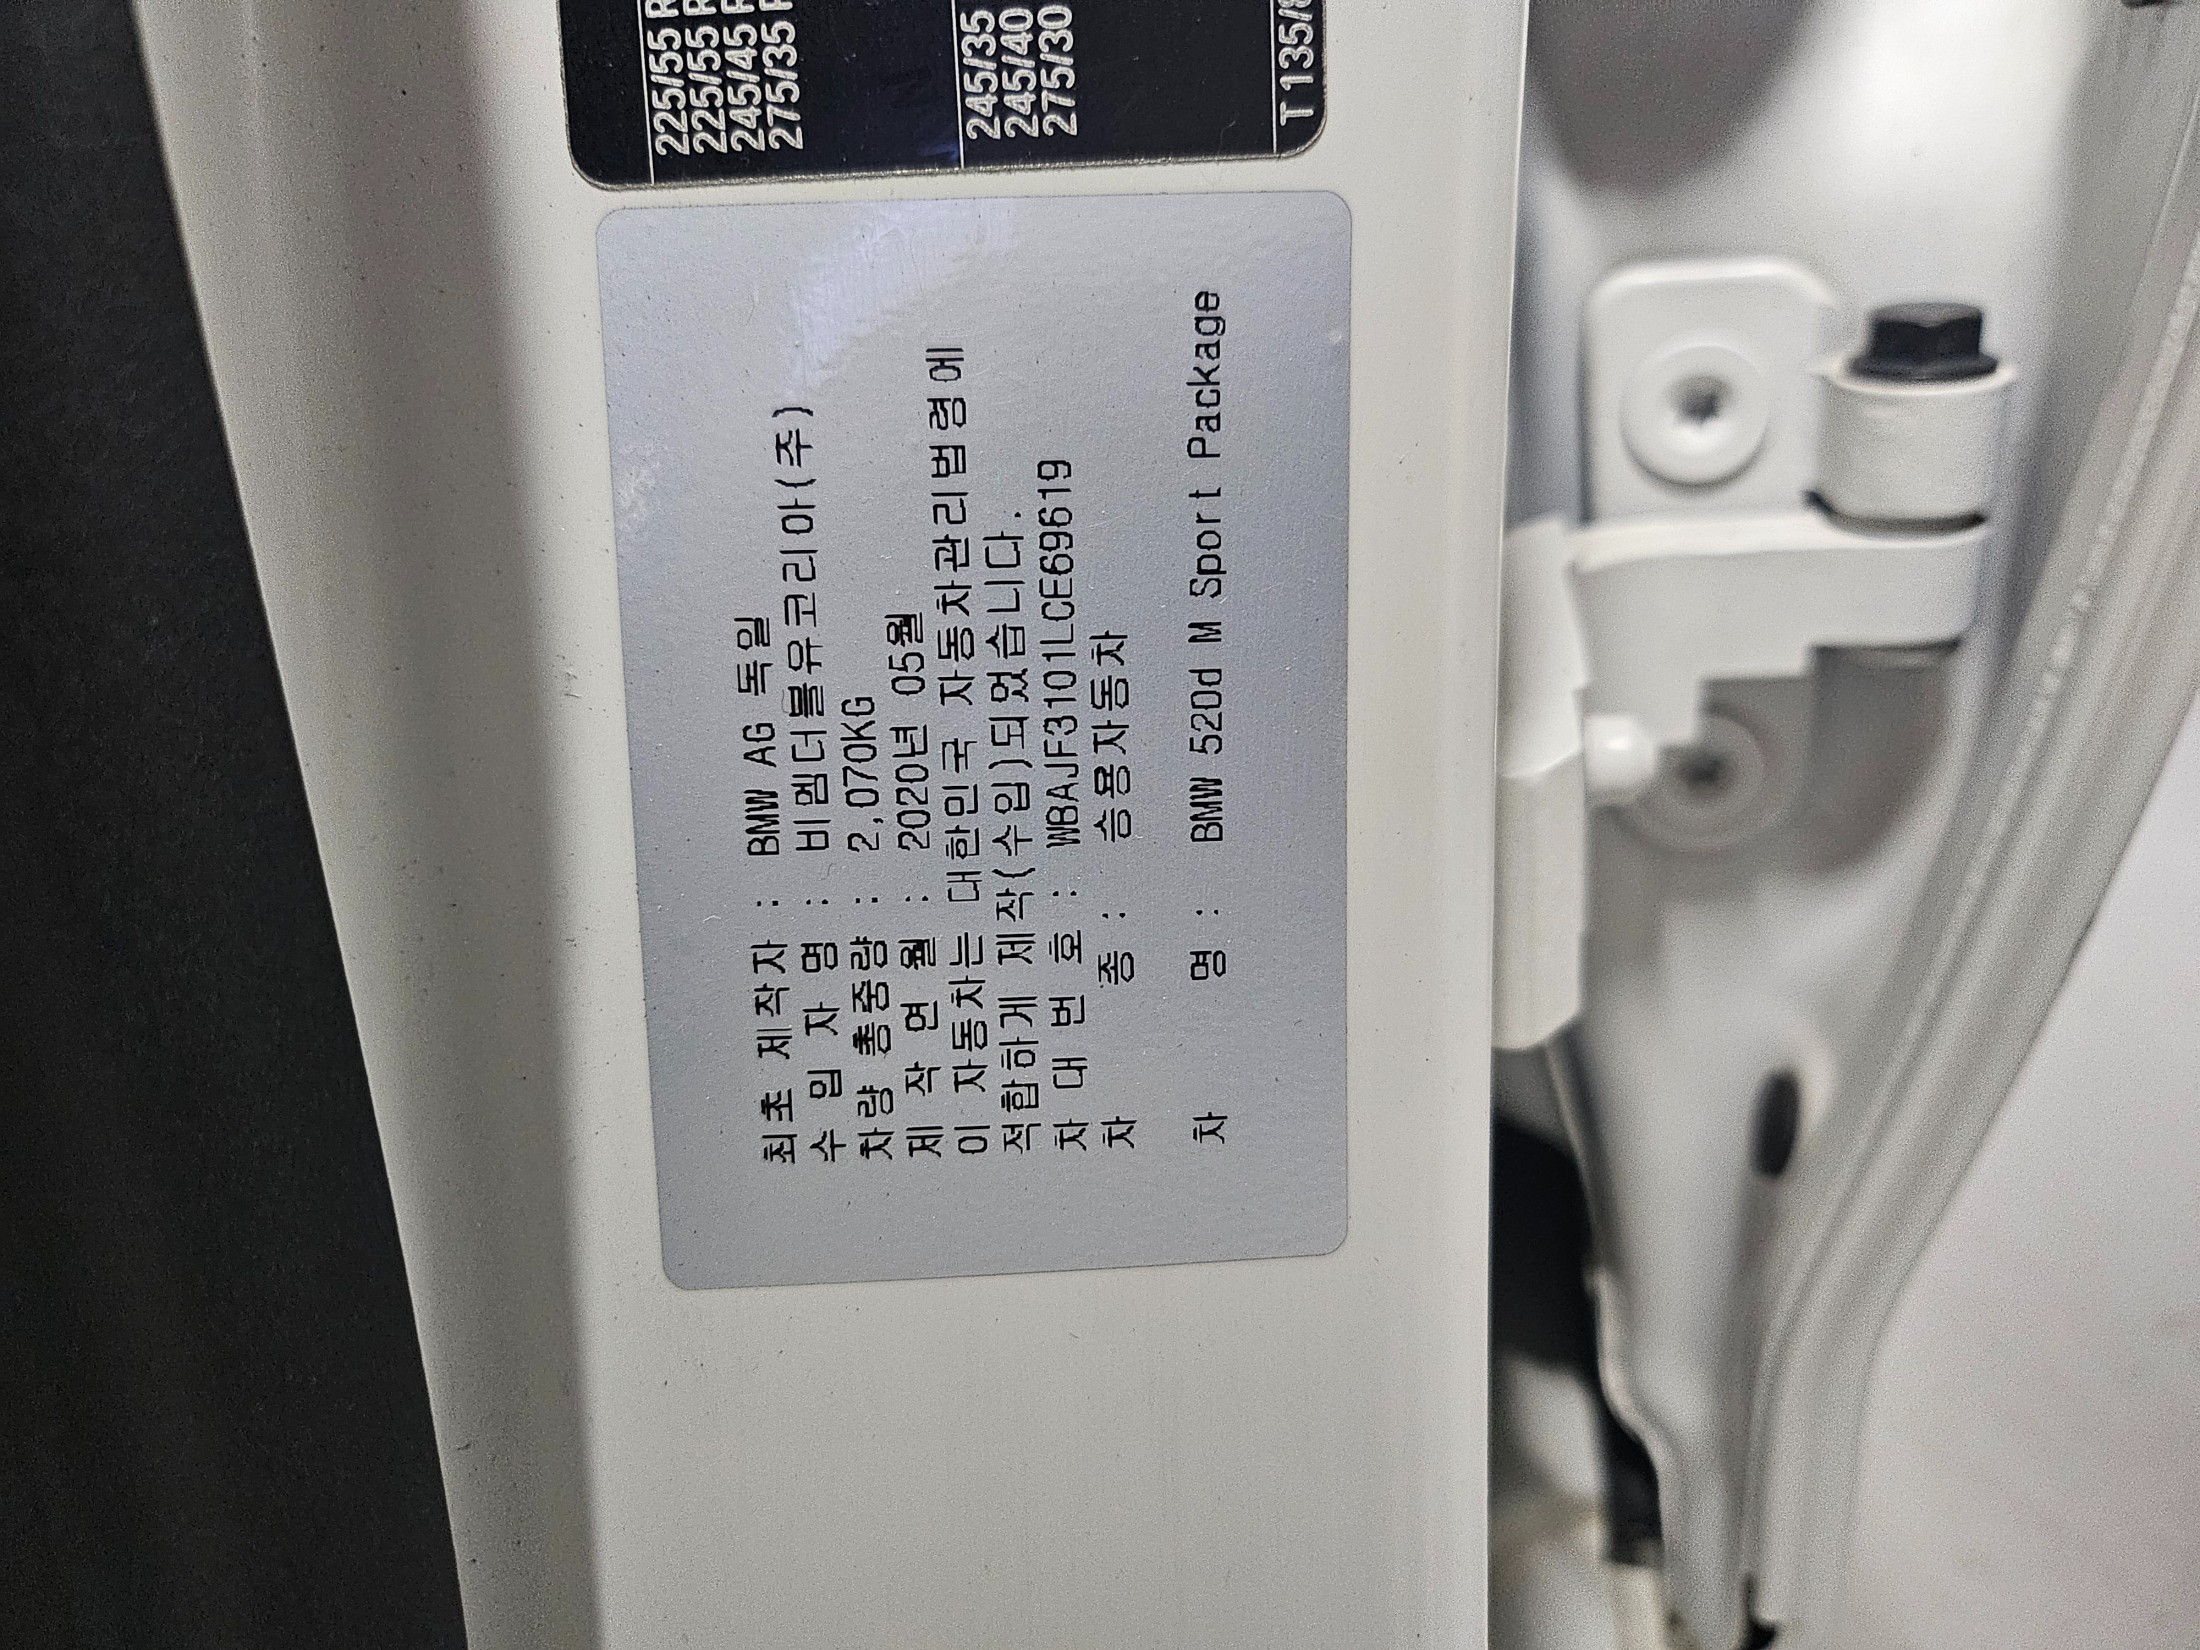 225/55 R
225/55 R
245/45 R
275/35 R
245/35
245/40
275/30
T 135/8
최초 제작자 : BMW AG 독일
수 입 자 명 : 비엠더블유코리아(주)
차량 총중량 : 2,070KG
제 작 연 월 : 2020년 05월
이 자동차는 대한민국 자동차관리법령에
적합하게 제작(수입)되었습니다.
차 대 번 호 : WBAJF3101LCE69619
차 종 : 승용자동차
차 명 : BMW 520d M Sport Package